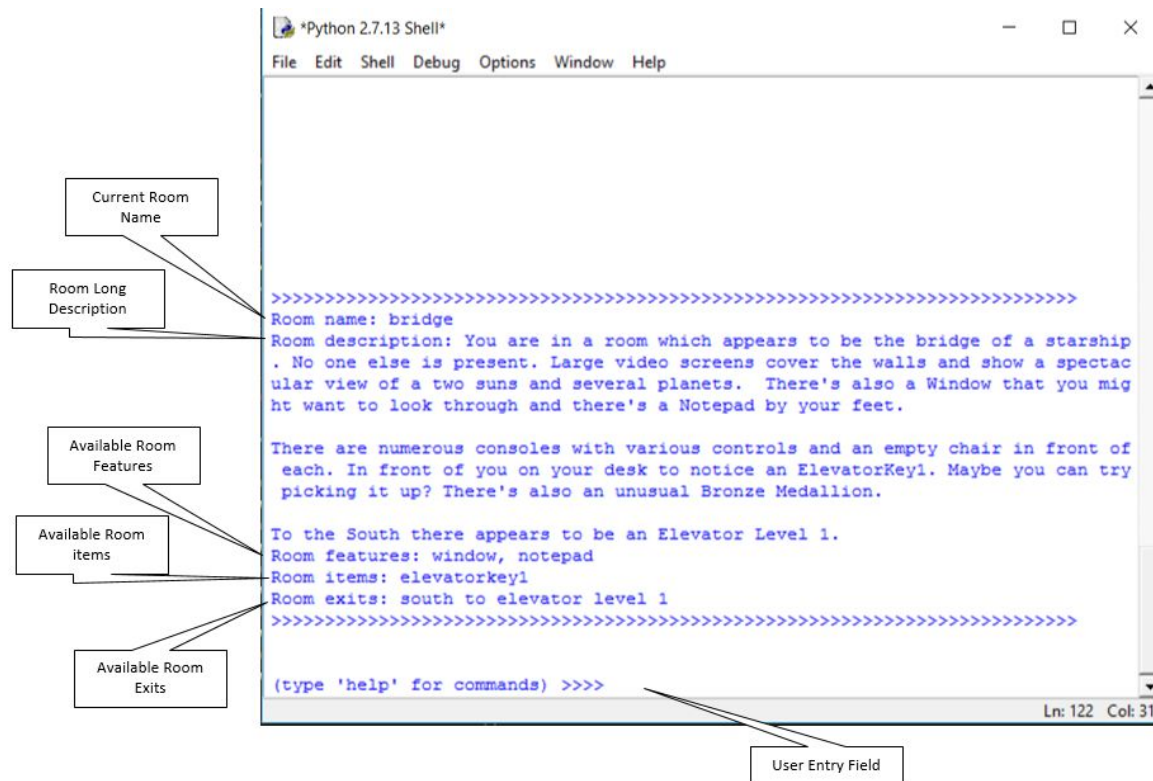 *Python 2.7.13 Shell*
File Edit Shell Debug Options Window Help
Current Room
Name
Room Long
Description
>>>>>>>>>>>>>>>>>>>>>>>>>>>>>>>>>>>>>>>>>>>>>>>>>>>>>>>>>>>>>>>>>>>>>>>>>>>
Room name: bridge
Room description: You are in a room which appears to be the bridge of a starship
. No one else is present. Large video screens cover the walls and show a spectac
ular view of a two suns and several planets.  There's also a Window that you mig
ht want to look through and there's a Notepad by your feet.
Available Room
Features
There are numerous consoles with various controls and an empty chair in front of
 each. In front of you on your desk to notice an ElevatorKey1. Maybe you can try
 picking it up? There's also an unusual Bronze Medallion.
Available Room
items
To the South there appears to be an Elevator Level 1.
Room features: window, notepad
Room items: elevatorkey1
Room exits: south to elevator level 1
>>>>>>>>>>>>>>>>>>>>>>>>>>>>>>>>>>>>>>>>>>>>>>>>>>>>>>>>>>>>>>>>>>>>>>>>>>>
Available Room
Exits
(type 'help' for commands) >>>>
Ln: 122 Col: 31
User Entry Field